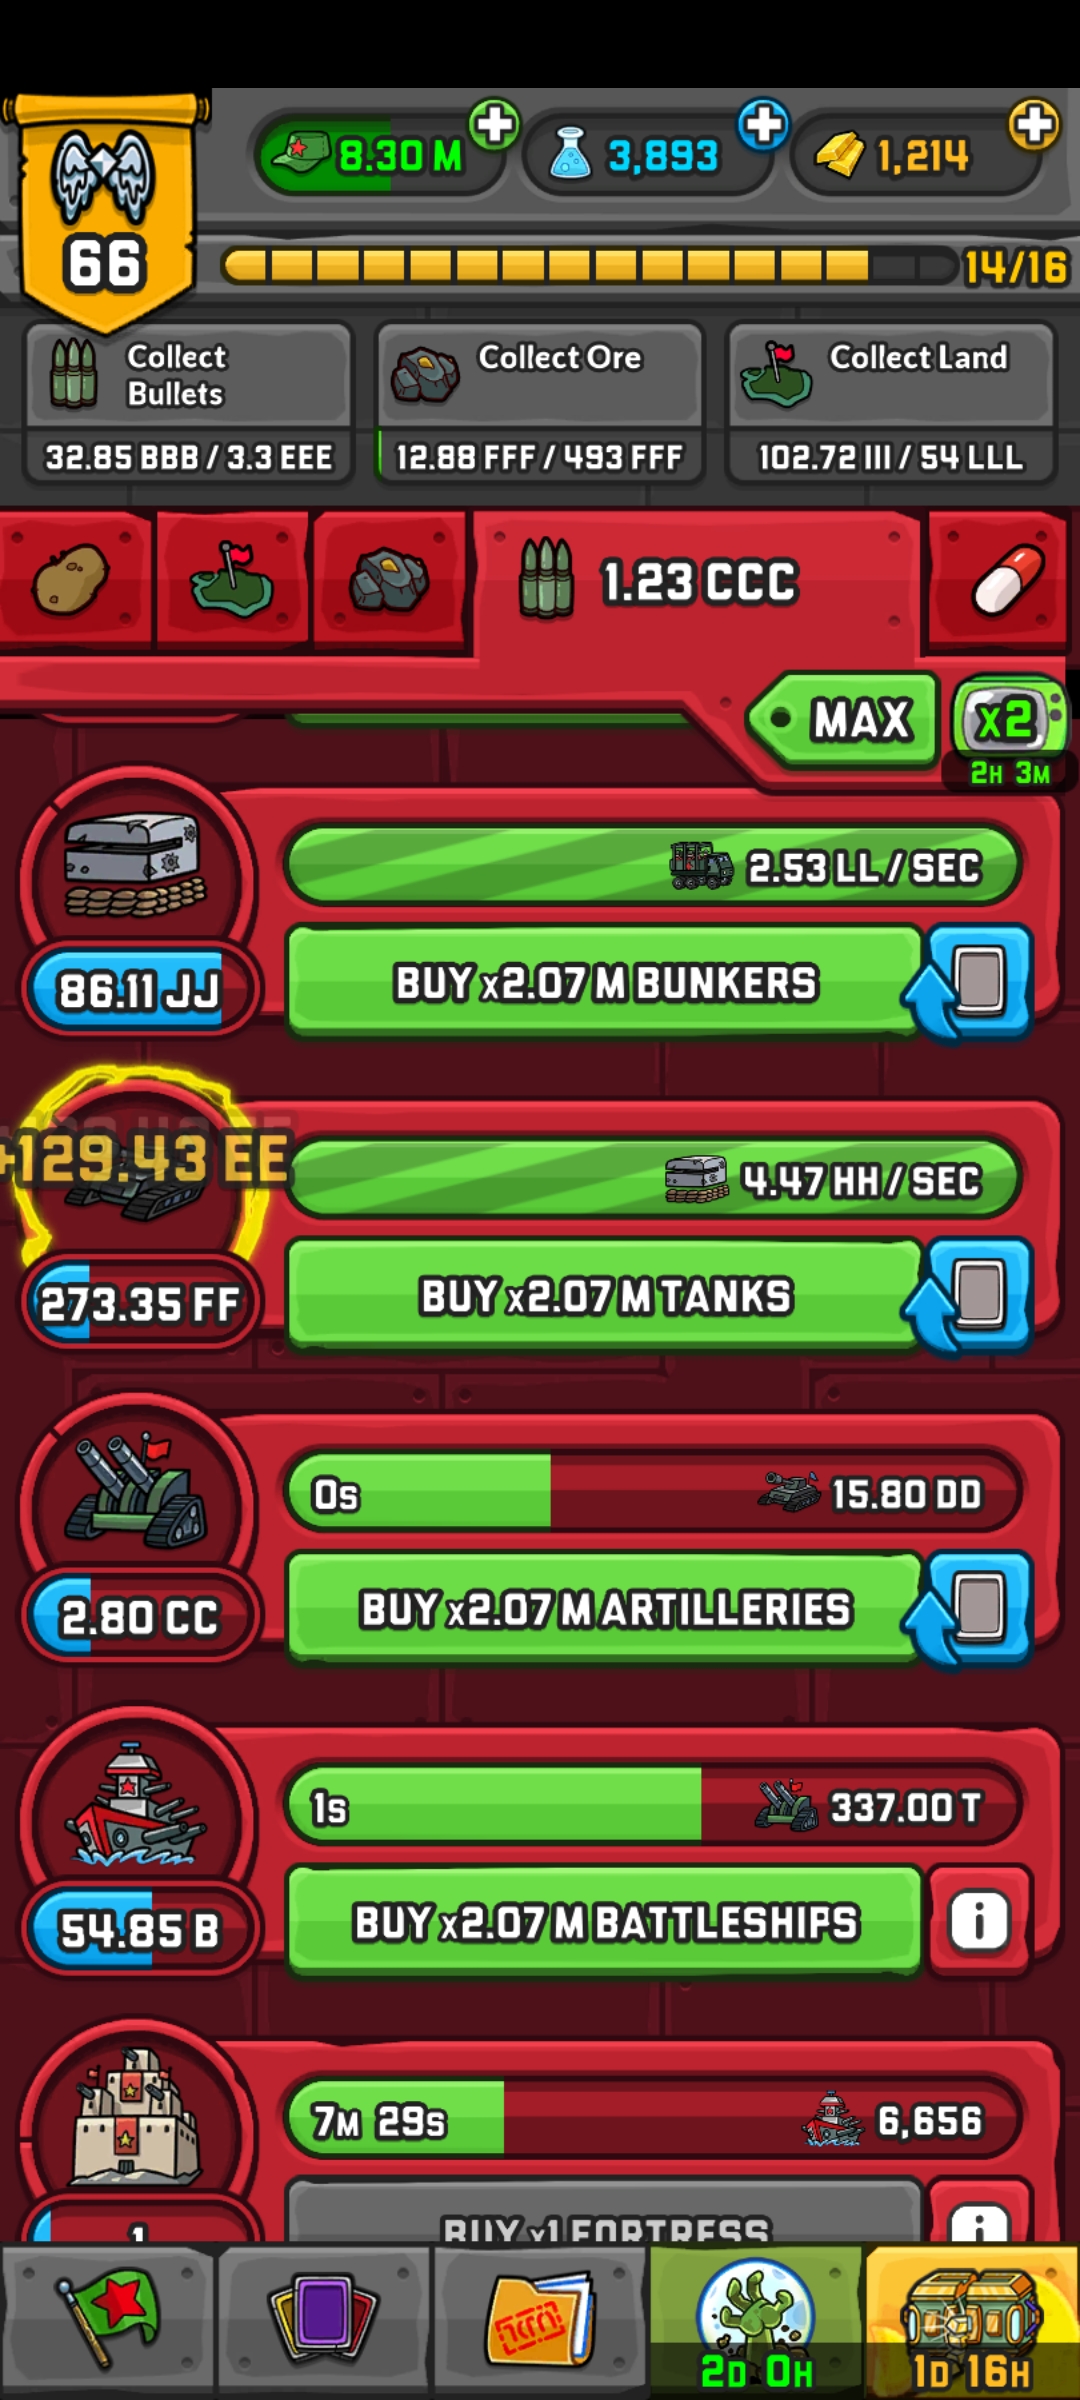 8.30 M
3,893
1,214
66
14/16
Collect
Bullets
Collect Ore
Collect Land
32.85 BBB / 3.3 EEE
12.88 FFF / 493 FFF
102.72 III / 54 LLL
1.23 CCC
MAX
x2
2H 3M
2.53 LL / SEC
86.11 JJ
BUY x2.07 M BUNKERS
+129.43 EE
4.47 HH / SEC
273.35 FF
BUY x2.07 M TANKS
0s
15.80 DD
2.80 CC
BUY x2.07 M ARTILLERIES
1s
337.00 T
54.85 B
BUY x2.07 M BATTLESHIPS
i
7M 29s
6,656
1
BUY x1 FORTRESS
i
2D 0H
1D 16H